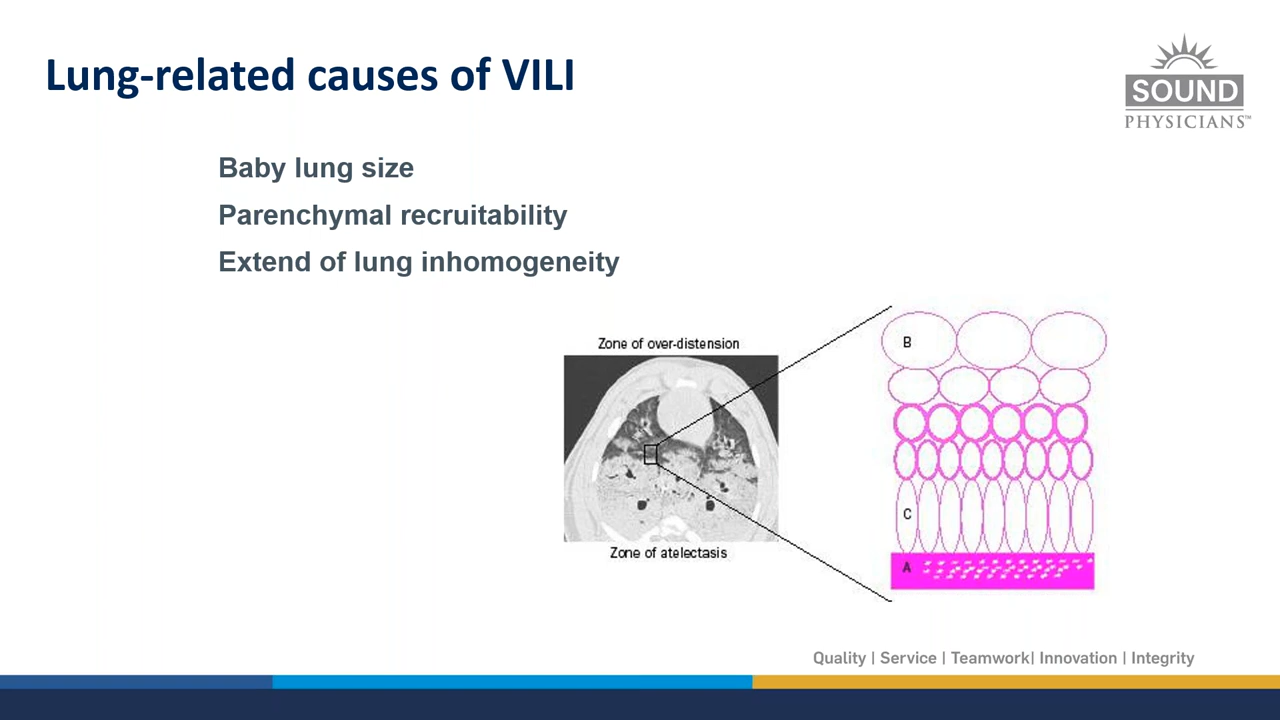 Lung-related causes of VILI
SOUND
PHYSICIANS™
Baby lung size
Parenchymal recruitability
Extend of lung inhomogeneity
Zone of over-distension
B
C
A
Zone of atelectasis
Quality | Service | Teamwork| Innovation | Integrity